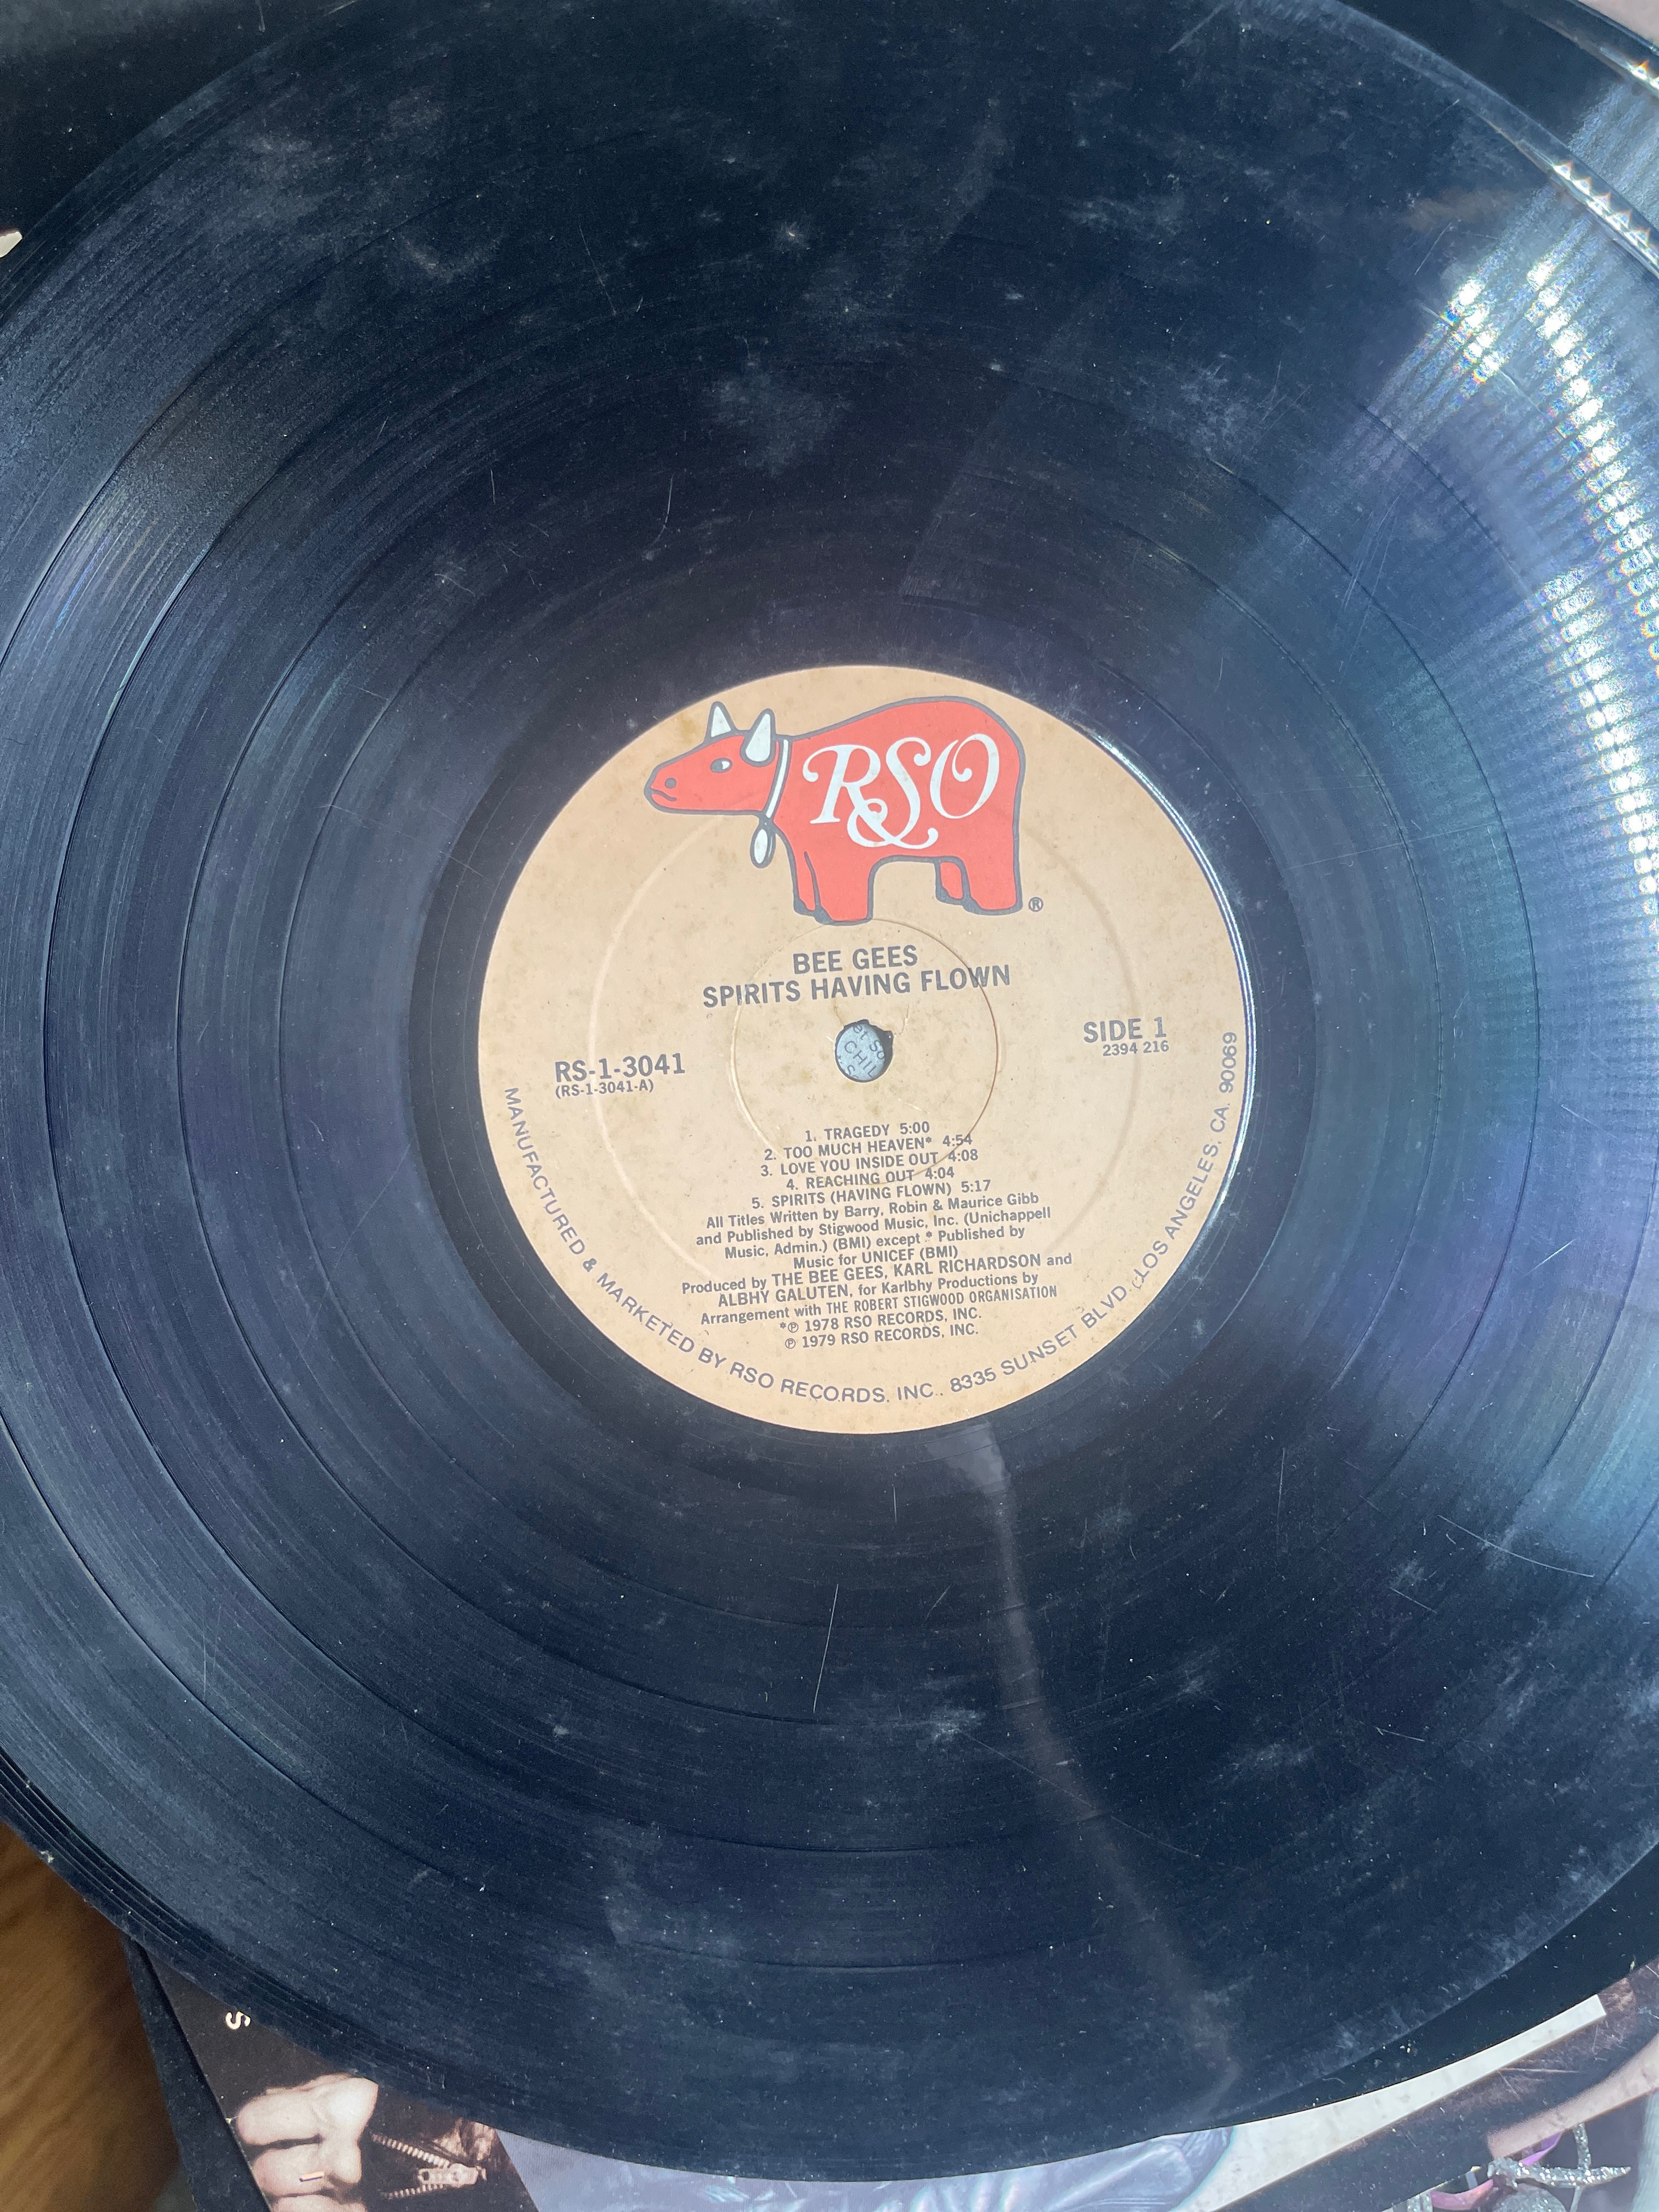 RSO
®
BEE GEES
SPIRITS HAVING FLOWN
SIDE 1
2394 216
RS-1-3041
(RS-1-3041-A)
1. TRAGEDY 5:00
2. TOO MUCH HEAVEN* 4:54
3. LOVE YOU INSIDE OUT 4:08
4. REACHING OUT 4:04
5. SPIRITS (HAVING FLOWN) 5:17
All Titles Written by Barry, Robin & Maurice Gibb
and Published by Stigwood Music, Inc. (Unichappell
Music, Admin.) (BMI) except * Published by
Music for UNICEF (BMI)
Produced by THE BEE GEES, KARL RICHARDSON and
ALBHY GALUTEN, for Karlbhy Productions by
Arrangement with THE ROBERT STIGWOOD ORGANISATION
*℗ 1978 RSO RECORDS, INC.
℗ 1979 RSO RECORDS, INC.
MANUFACTURED & MARKETED BY RSO RECORDS, INC., 8335 SUNSET BLVD. LOS ANGELES, CA. 90069
S